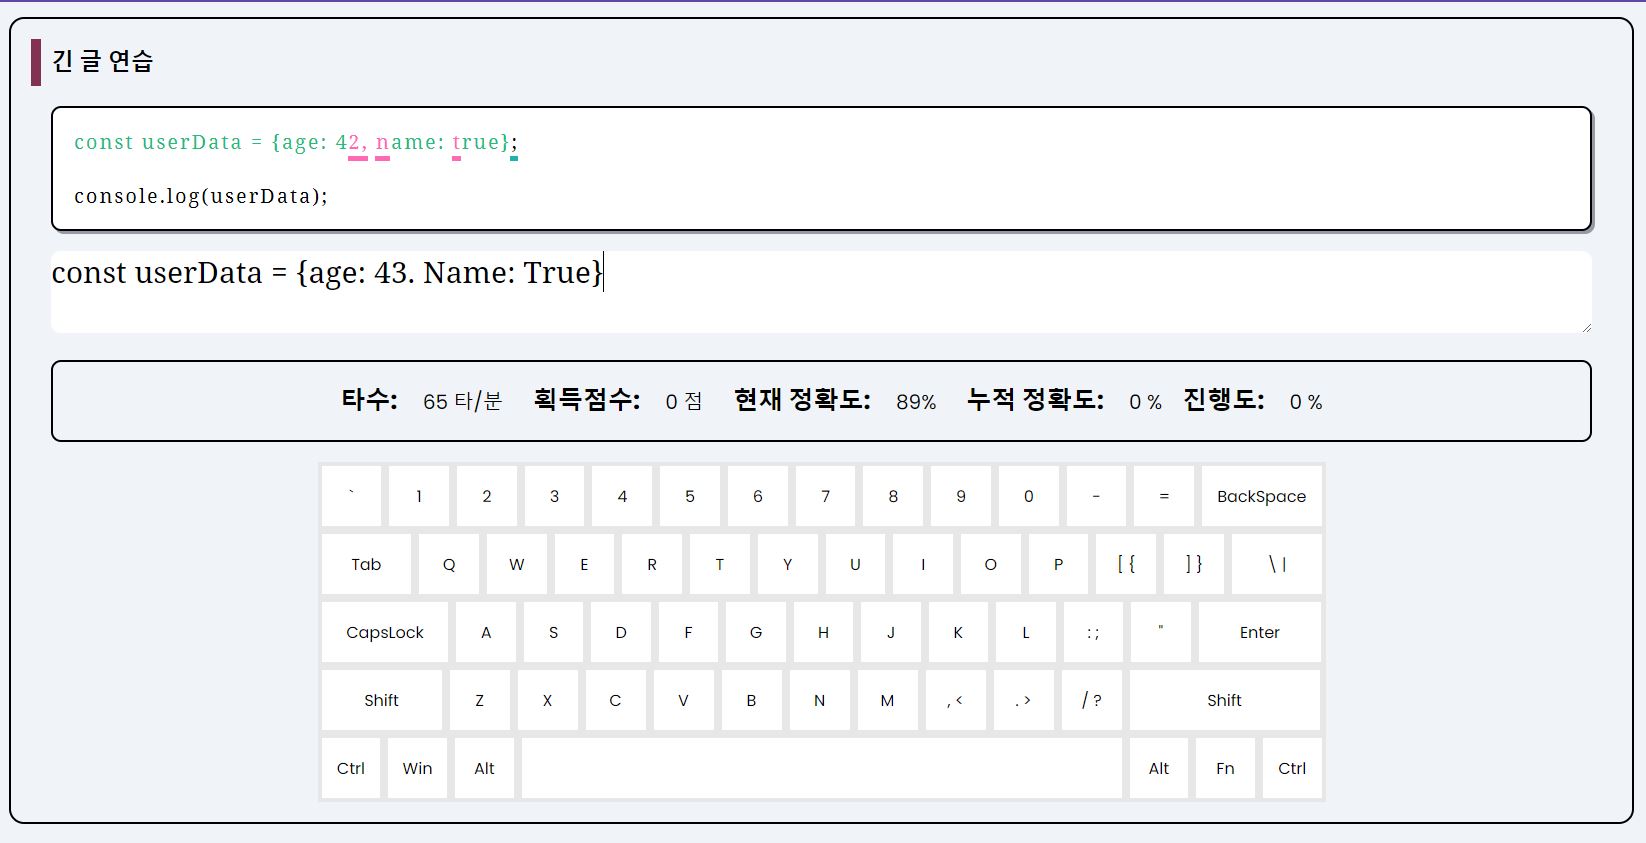 긴 글 연습
const userData = {age: 42, name: true};
console.log(userData);
const userData = {age: 43. Name: True}
타수: 65 타/분 획득점수: 0 점 현재 정확도: 89% 누적 정확도: 0 % 진행도: 0 %
` 1 2 3 4 5 6 7 8 9 0 - = BackSpace
Tab Q W E R T Y U I O P [ { ] } \ |
CapsLock A S D F G H J K L : ; " Enter
Shift Z X C V B N M , < . > / ? Shift
Ctrl Win Alt Alt Fn Ctrl